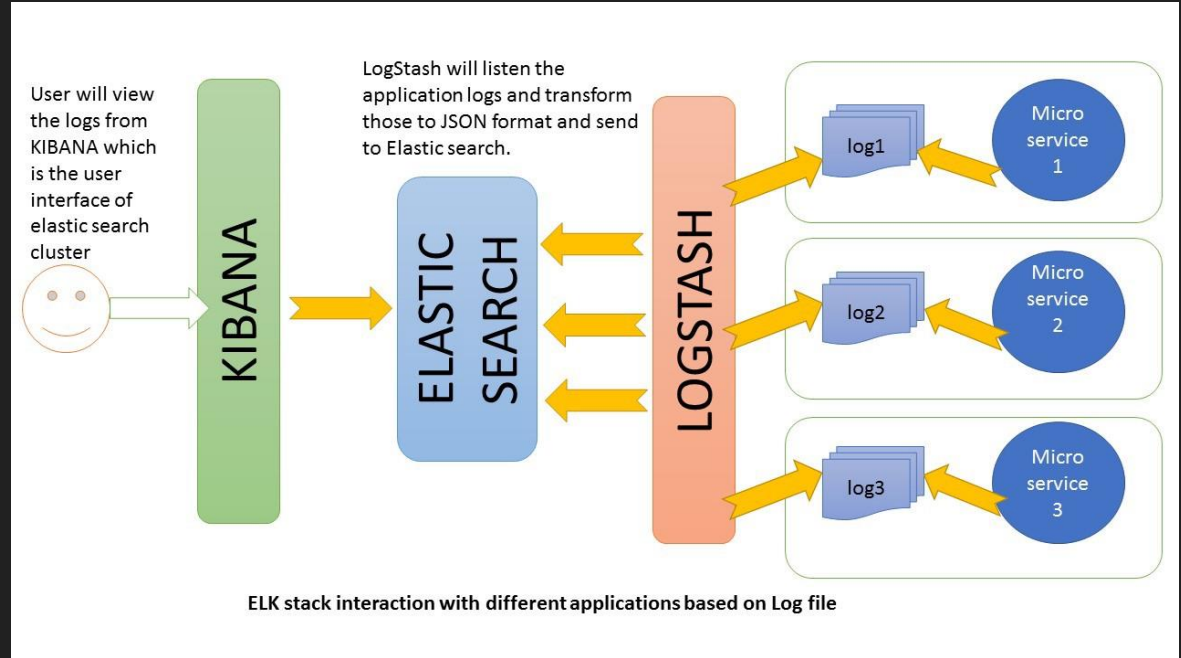 User will view
the logs from
KIBANA which
is the user
interface of
elastic search
cluster
KIBANA
LogStash will listen the
application logs and transform
those to JSON format and send
to Elastic search.
ELASTIC
SEARCH
LOGSTASH
log1
Micro
service
1
log2
Micro
service
2
log3
Micro
service
3
ELK stack interaction with different applications based on Log file